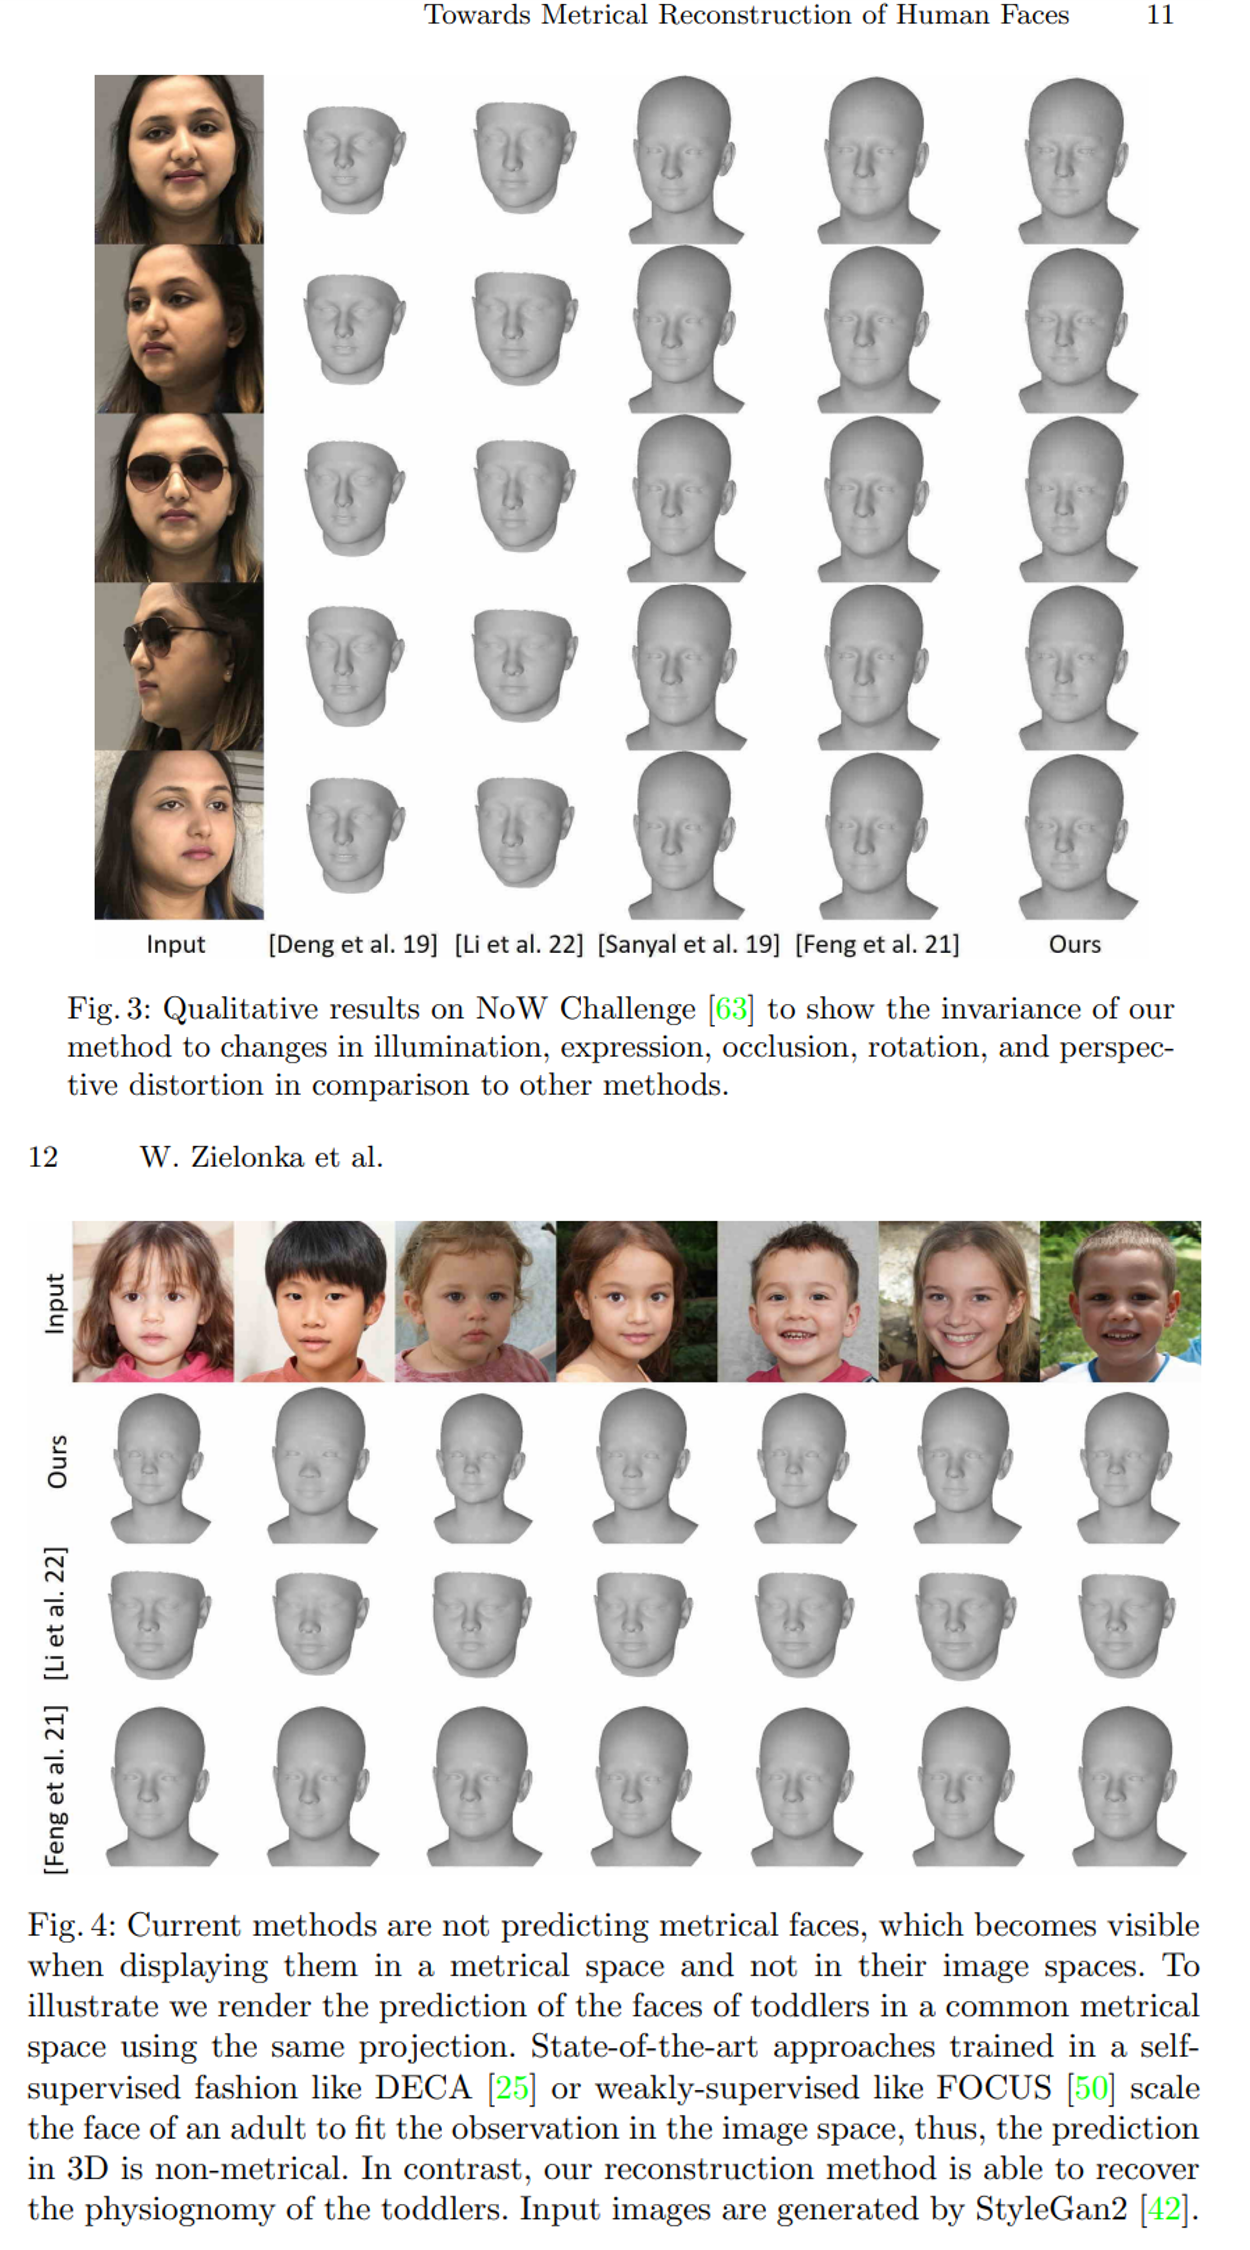 Towards Metrical Reconstruction of Human Faces 11
Input [Deng et al. 19] [Li et al. 22] [Sanyal et al. 19] [Feng et al. 21] Ours
Fig. 3: Qualitative results on NoW Challenge [63] to show the invariance of our
method to changes in illumination, expression, occlusion, rotation, and perspec-
tive distortion in comparison to other methods.
12 W. Zielonka et al.
Input
Ours
[Li et al. 22]
[Feng et al. 21]
Fig. 4: Current methods are not predicting metrical faces, which becomes visible
when displaying them in a metrical space and not in their image spaces. To
illustrate we render the prediction of the faces of toddlers in a common metrical
space using the same projection. State-of-the-art approaches trained in a self-
supervised fashion like DECA [25] or weakly-supervised like FOCUS [50] scale
the face of an adult to fit the observation in the image space, thus, the prediction
in 3D is non-metrical. In contrast, our reconstruction method is able to recover
the physiognomy of the toddlers. Input images are generated by StyleGan2 [42].